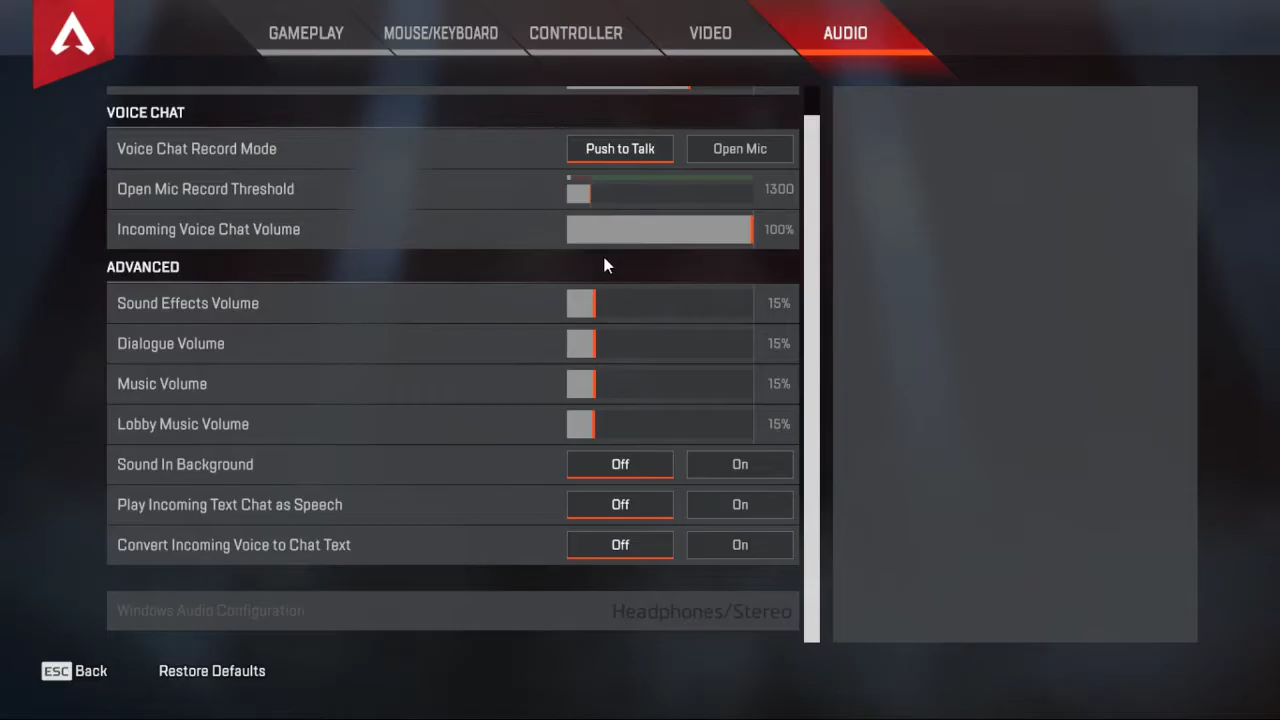 GAMEPLAY MOUSE/KEYBOARD CONTROLLER VIDEO AUDIO
VOICE CHAT
Voice Chat Record Mode Push to Talk Open Mic
Open Mic Record Threshold 1300
Incoming Voice Chat Volume 100%
ADVANCED
Sound Effects Volume 15%
Dialogue Volume 15%
Music Volume 15%
Lobby Music Volume 15%
Sound In Background Off On
Play Incoming Text Chat as Speech Off On
Convert Incoming Voice to Chat Text Off On
Windows Audio Configuration Headphones/Stereo
ESC Back Restore Defaults